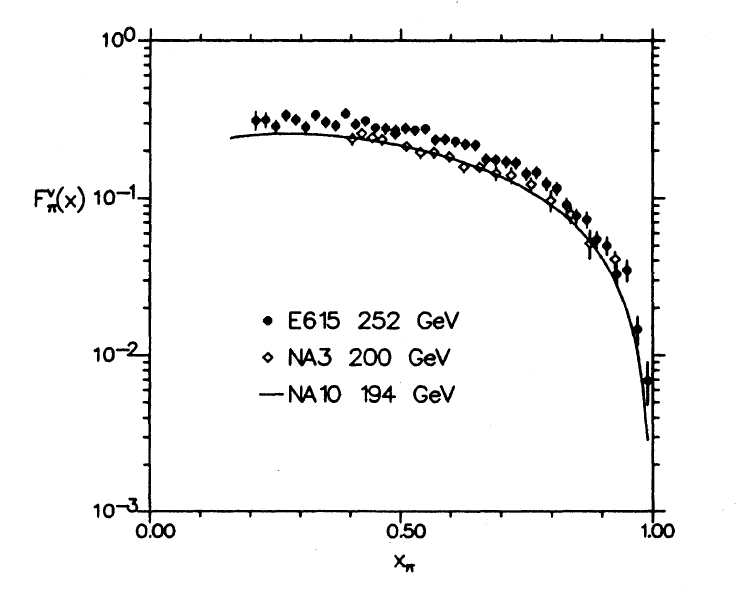 10⁰
10⁻¹
F^v_π(x)
10⁻²
10⁻³
● E615 252 GeV
◇ NA3 200 GeV
— NA10 194 GeV
0.00 0.50 1.00
x_π